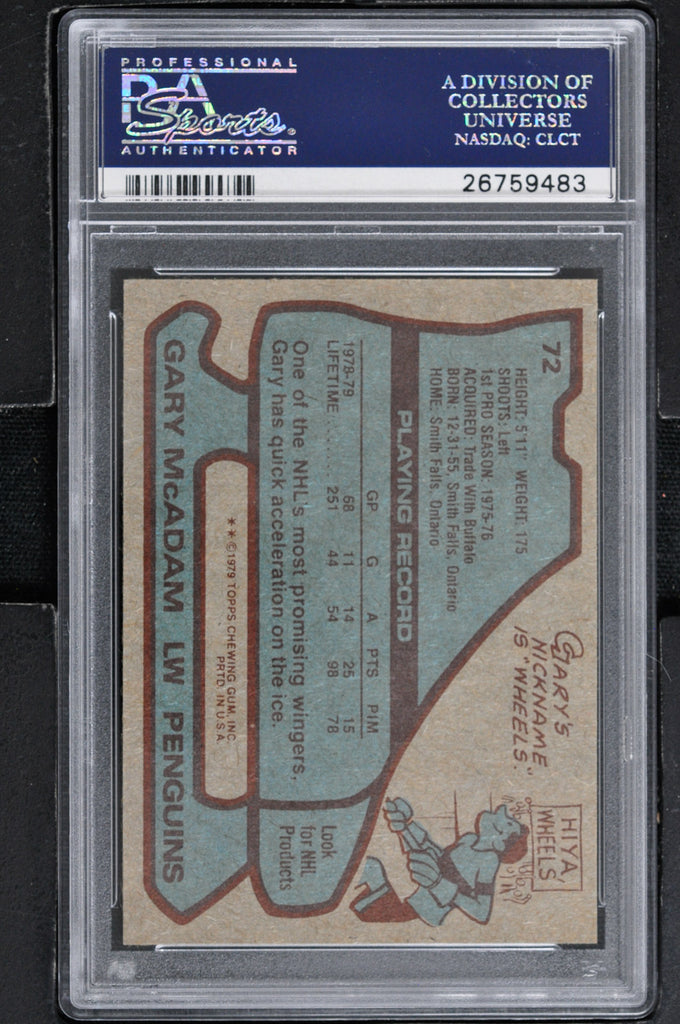 PROFESSIONAL
PSA
Sports.
AUTHENTICATOR
A DIVISION OF
COLLECTORS
UNIVERSE
NASDAQ: CLCT
26759483
72
HEIGHT: 5'11" WEIGHT: 175
SHOOTS: Left
1st PRO SEASON: 1975-76
ACQUIRED: Trade With Buffalo
BORN: 12-31-55, Smith Falls, Ontario
HOME: Smith Falls, Ontario
GARY'S
NICKNAME
IS "WHEELS."
HIYA,
WHEELS
PLAYING RECORD
GP G A PTS PIM
1978-79 68 11 14 25 15
LIFETIME ....... 251 44 54 98 78
One of the NHL's most promising wingers,
Gary has quick acceleration on the ice.
Look
for NHL
Products
** ©1979 TOPPS CHEWING GUM, INC.
PRTD. IN U.S.A.
GARY McADAM LW PENGUINS